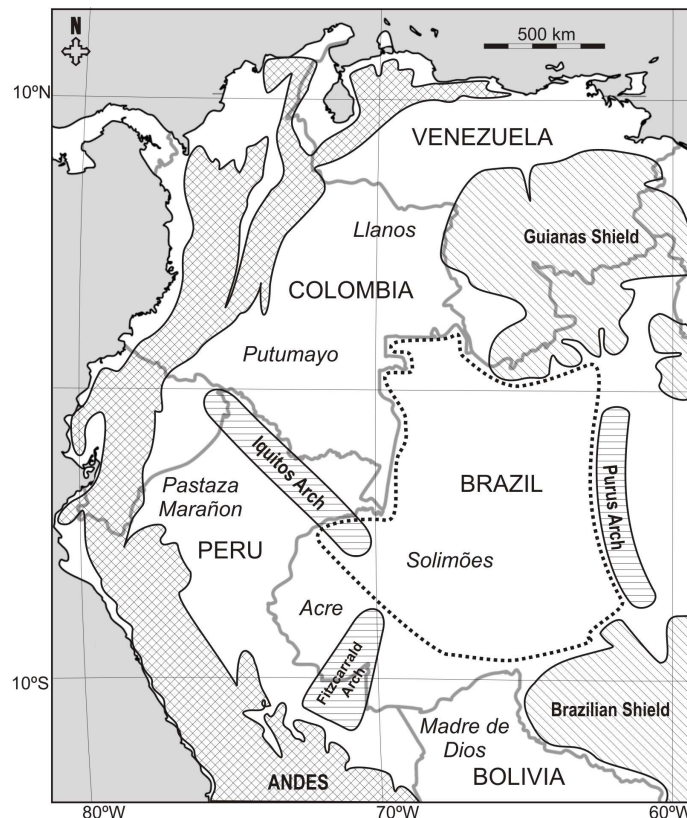 N
500 km
10ºN
VENEZUELA
Llanos
Guianas Shield
COLOMBIA
Putumayo
Iquitos Arch
BRAZIL
Purus Arch
Pastaza
Marañon
PERU
Solimões
Acre
Fitzcarrald
Arch
10ºS
Brazilian Shield
Madre de
Dios
ANDES
BOLIVIA
80ºW
70ºW
60ºW